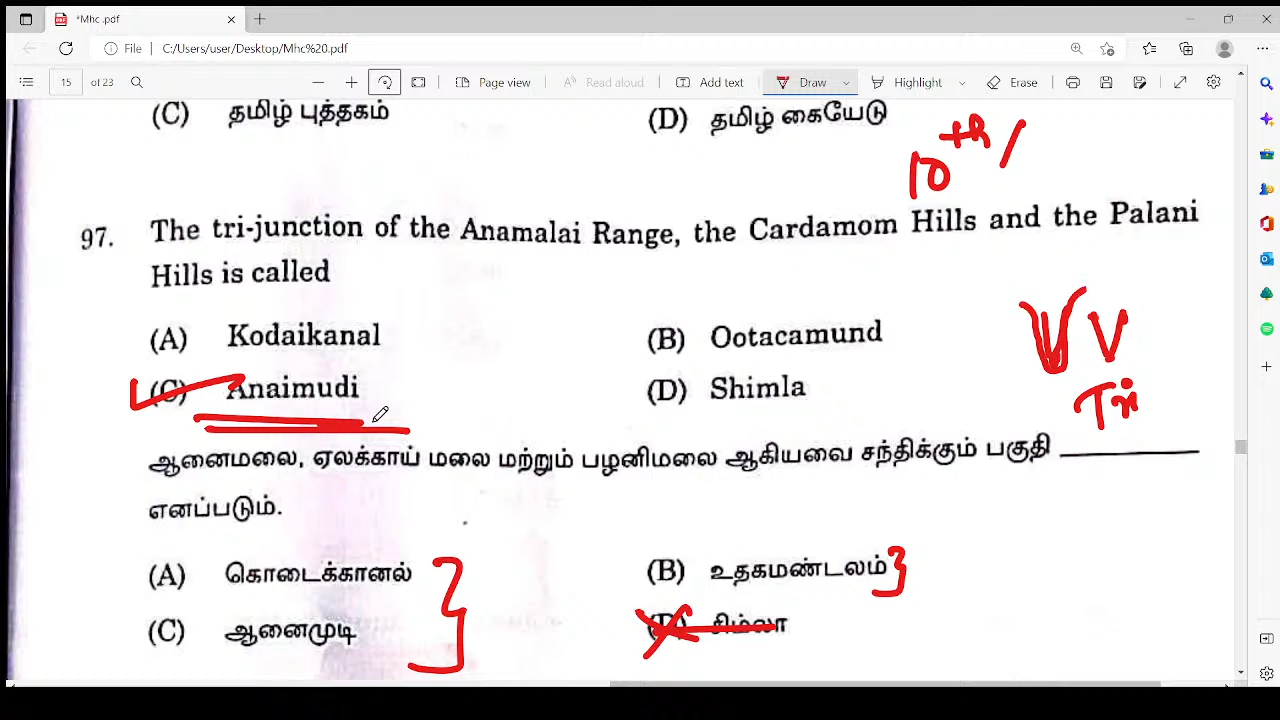 *Mhc .pdf
File C:/Users/user/Desktop/Mhc%20.pdf
15 of 23 Page view Read aloud Add text Draw Highlight Erase
(C) தமிழ் புத்தகம் (D) தமிழ் கையேடு
10th /
97. The tri-junction of the Anamalai Range, the Cardamom Hills and the Palani
Hills is called
(A) Kodaikanal (B) Ootacamund
(C) Anaimudi (D) Shimla
Tri
ஆனைமலை, ஏலக்காய் மலை மற்றும் பழனிமலை ஆகியவை சந்திக்கும் பகுதி
எனப்படும்.
(A) கொடைக்கானல் (B) உதகமண்டலம்
(C) ஆனைமுடி (D) சிம்லா